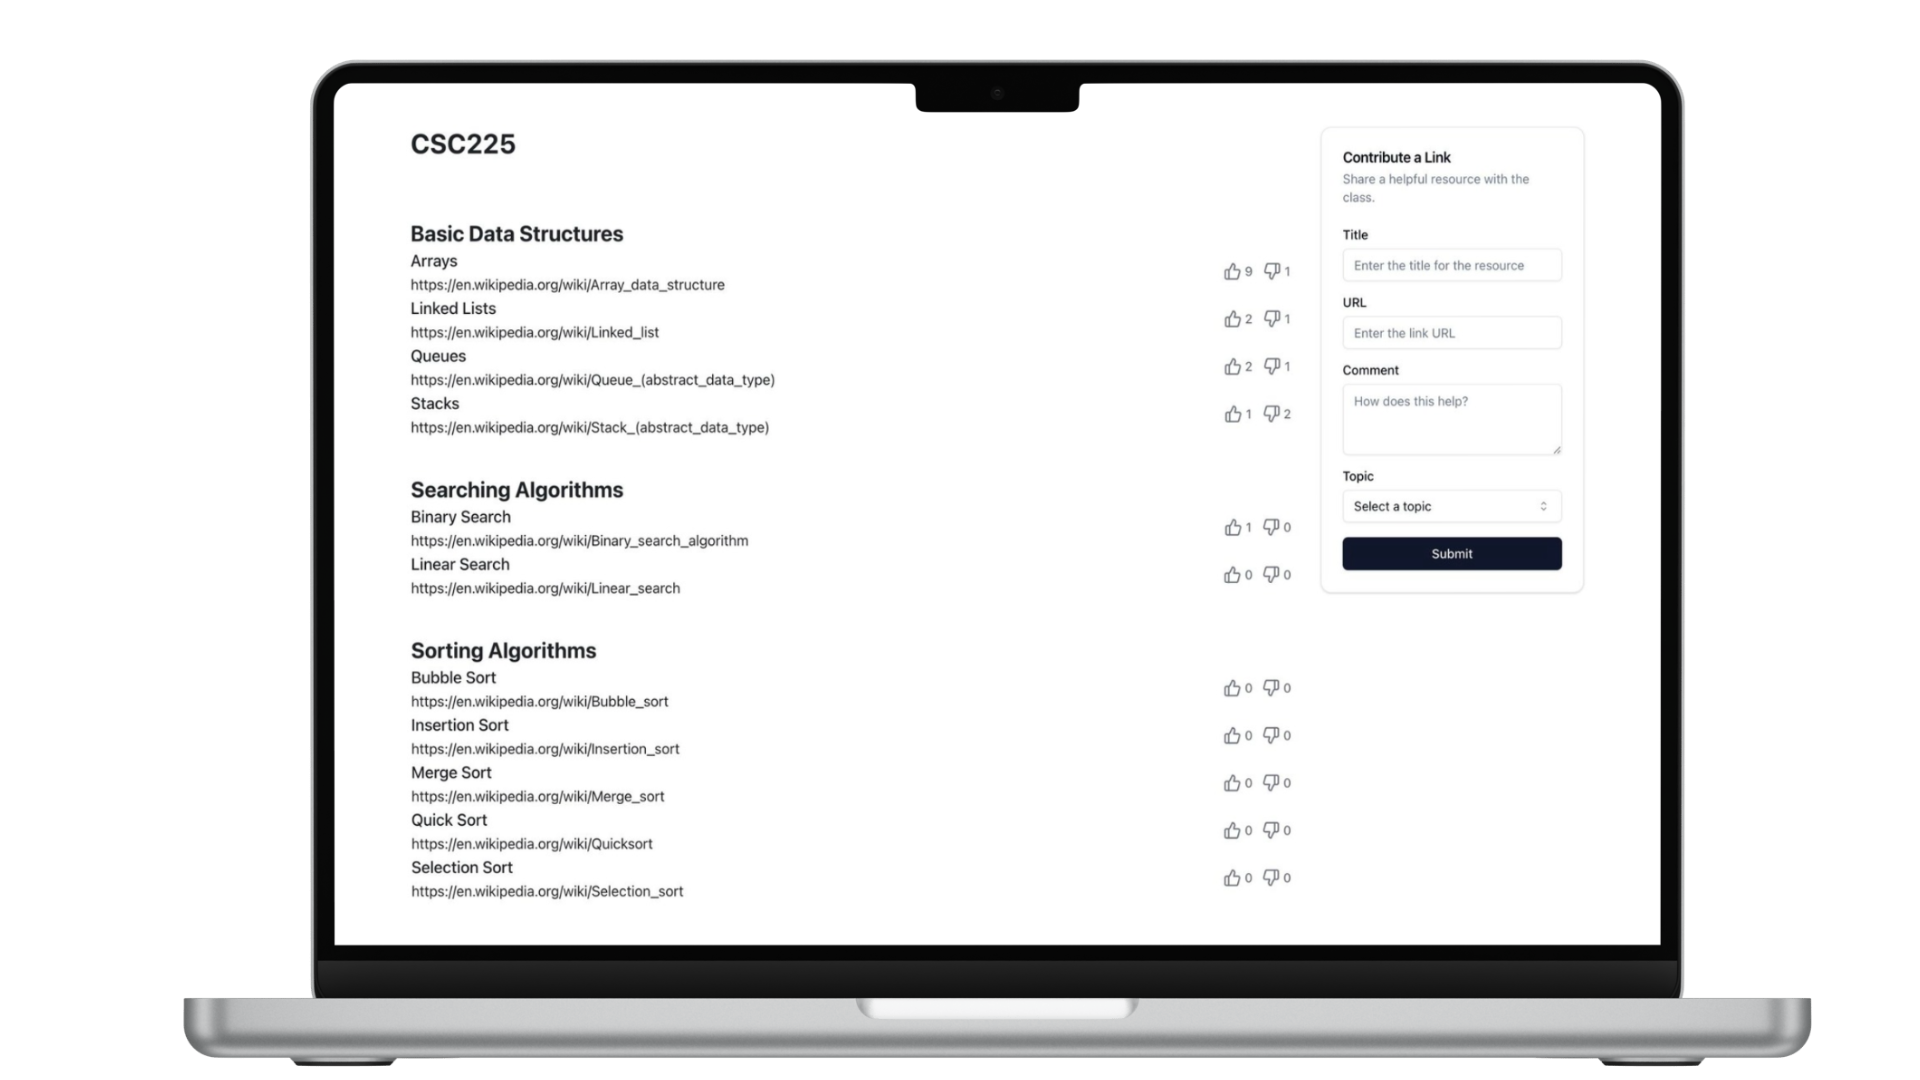 CSC225
Basic Data Structures
Arrays
https://en.wikipedia.org/wiki/Array_data_structure
9 1
Linked Lists
https://en.wikipedia.org/wiki/Linked_list
2 1
Queues
https://en.wikipedia.org/wiki/Queue_(abstract_data_type)
2 1
Stacks
https://en.wikipedia.org/wiki/Stack_(abstract_data_type)
1 2
Searching Algorithms
Binary Search
https://en.wikipedia.org/wiki/Binary_search_algorithm
1 0
Linear Search
https://en.wikipedia.org/wiki/Linear_search
0 0
Sorting Algorithms
Bubble Sort
https://en.wikipedia.org/wiki/Bubble_sort
0 0
Insertion Sort
https://en.wikipedia.org/wiki/Insertion_sort
0 0
Merge Sort
https://en.wikipedia.org/wiki/Merge_sort
0 0
Quick Sort
https://en.wikipedia.org/wiki/Quicksort
0 0
Selection Sort
https://en.wikipedia.org/wiki/Selection_sort
0 0
Contribute a Link
Share a helpful resource with the
class.
Title
Enter the title for the resource
URL
Enter the link URL
Comment
How does this help?
Topic
Select a topic
Submit